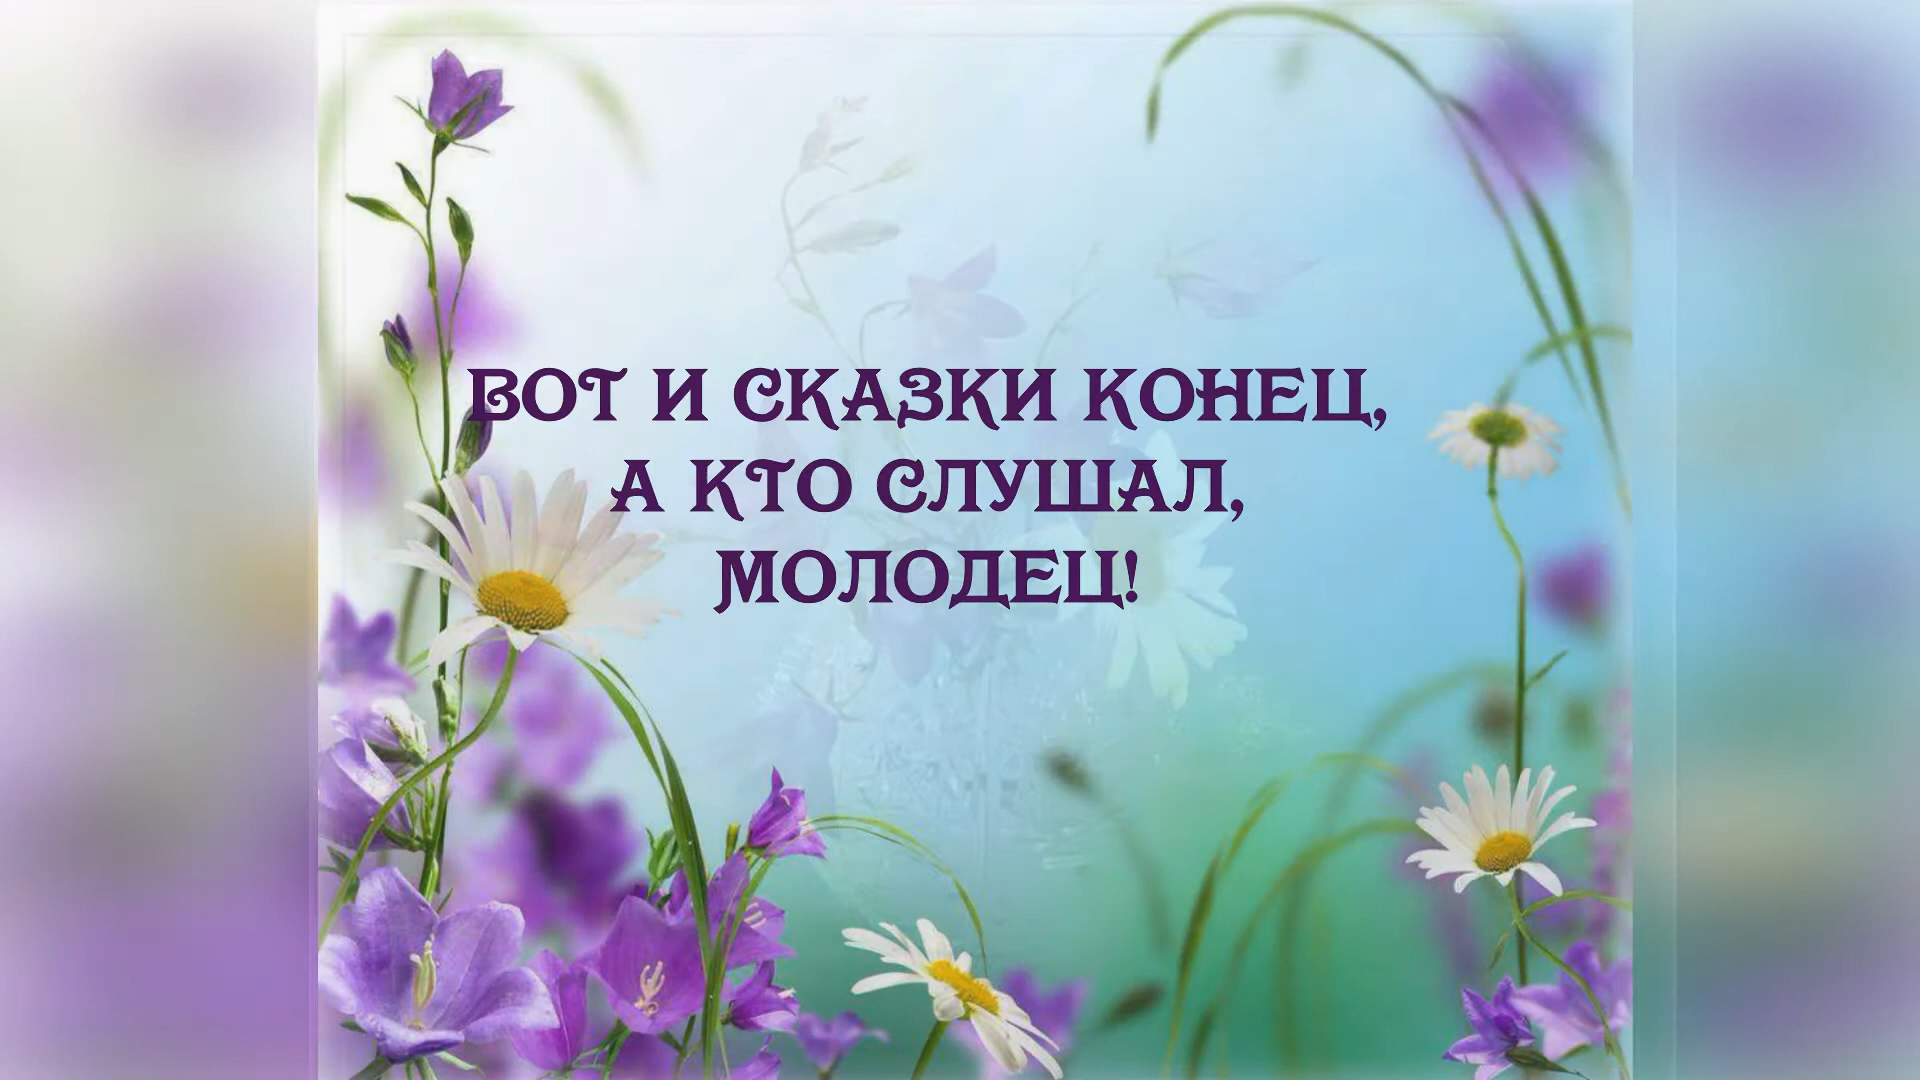 ВОТ И СКАЗКИ КОНЕЦ,
А КТО СЛУШАЛ,
МОЛОДЕЦ!